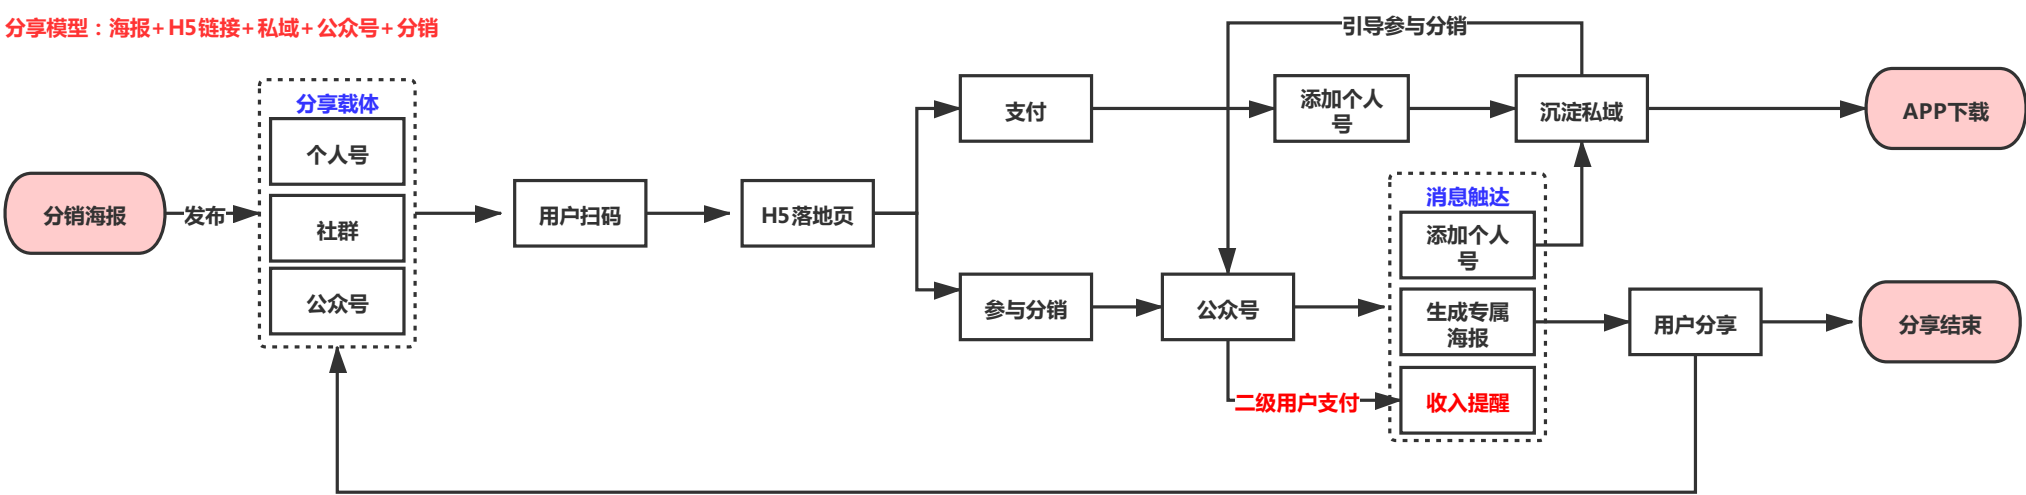 分享模型：海报+H5链接+私域+公众号+分销
分销海报
发布
分享载体
个人号
社群
公众号
用户扫码
H5落地页
支付
参与分销
引导参与分销
添加个人
号
沉淀私域
APP下载
公众号
二级用户支付
消息触达
添加个人
号
生成专属
海报
收入提醒
用户分享
分享结束